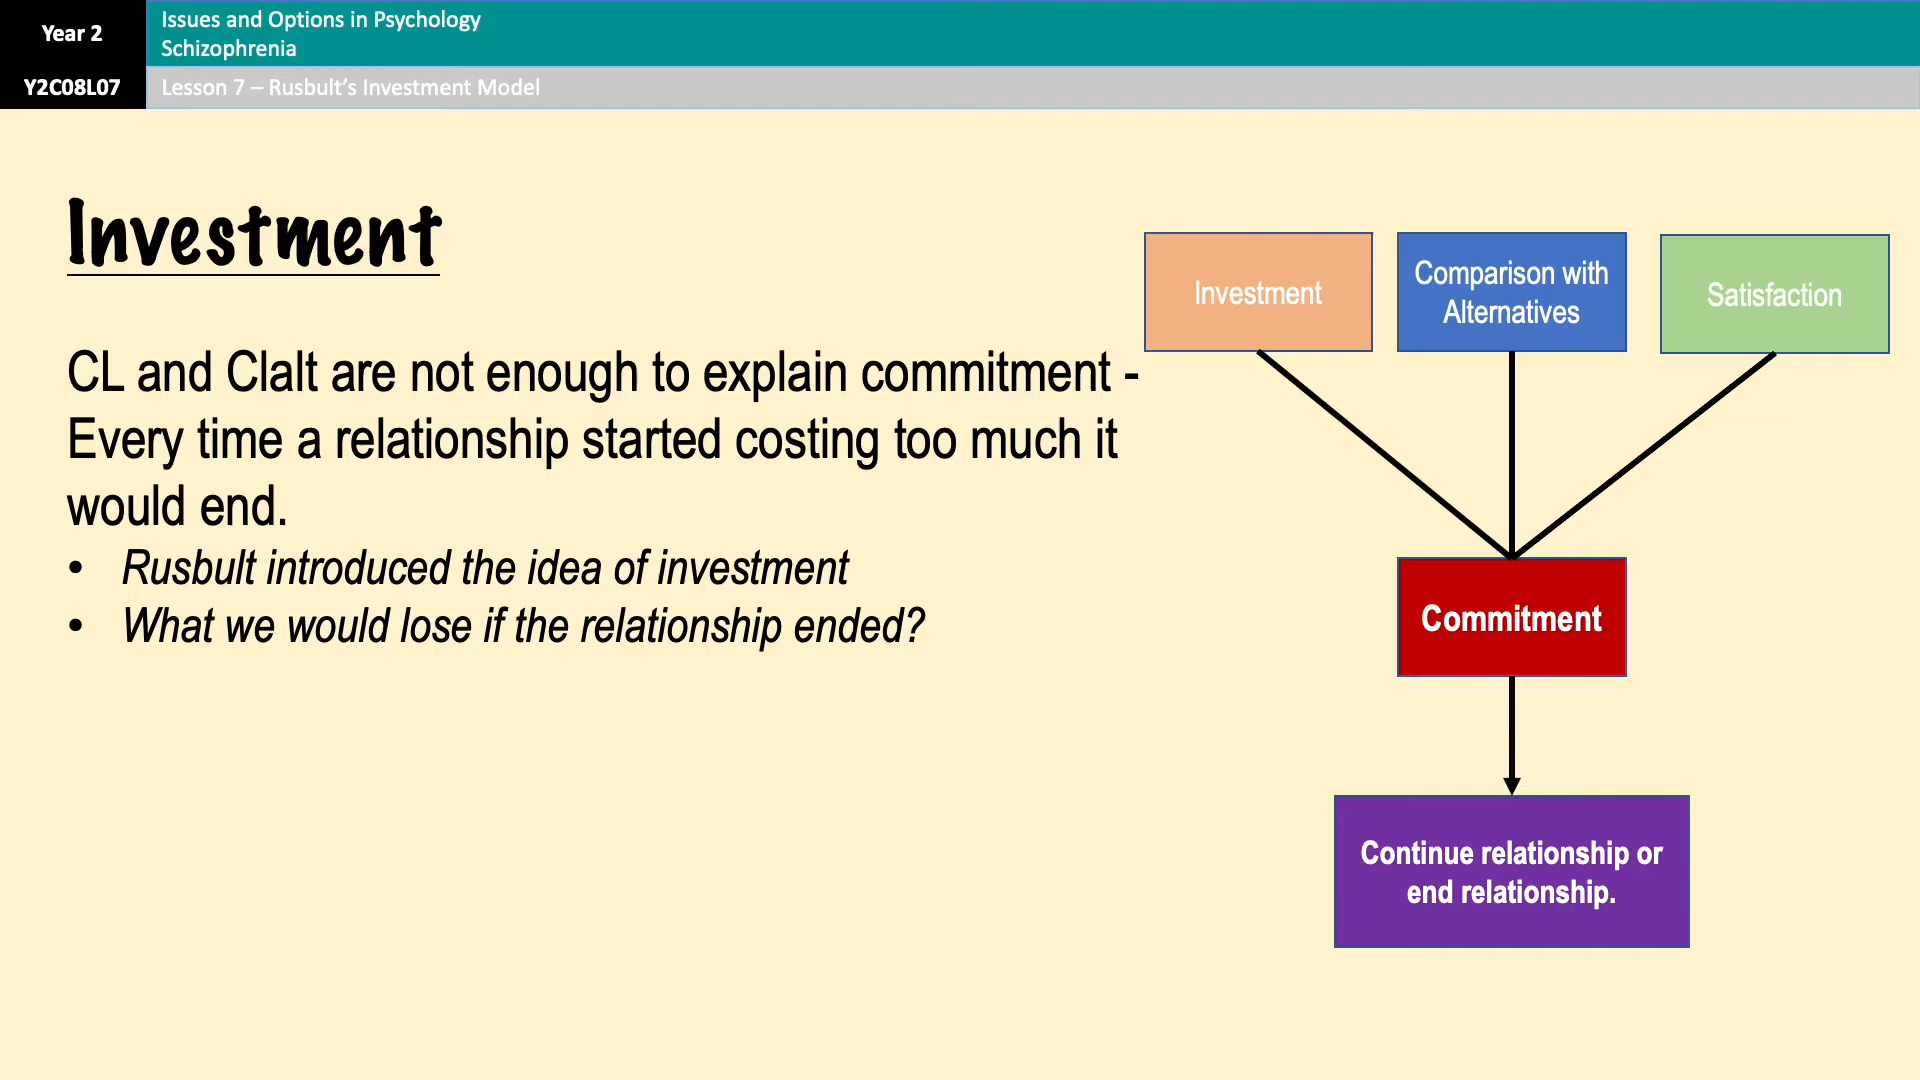 Year 2
Issues and Options in Psychology
Schizophrenia
Y2C08L07
Lesson 7 – Rusbult's Investment Model
Investment
CL and Clalt are not enough to explain commitment -
Every time a relationship started costing too much it
would end.
• Rusbult introduced the idea of investment
• What we would lose if the relationship ended?
Investment
Comparison with
Alternatives
Satisfaction
Commitment
Continue relationship or
end relationship.